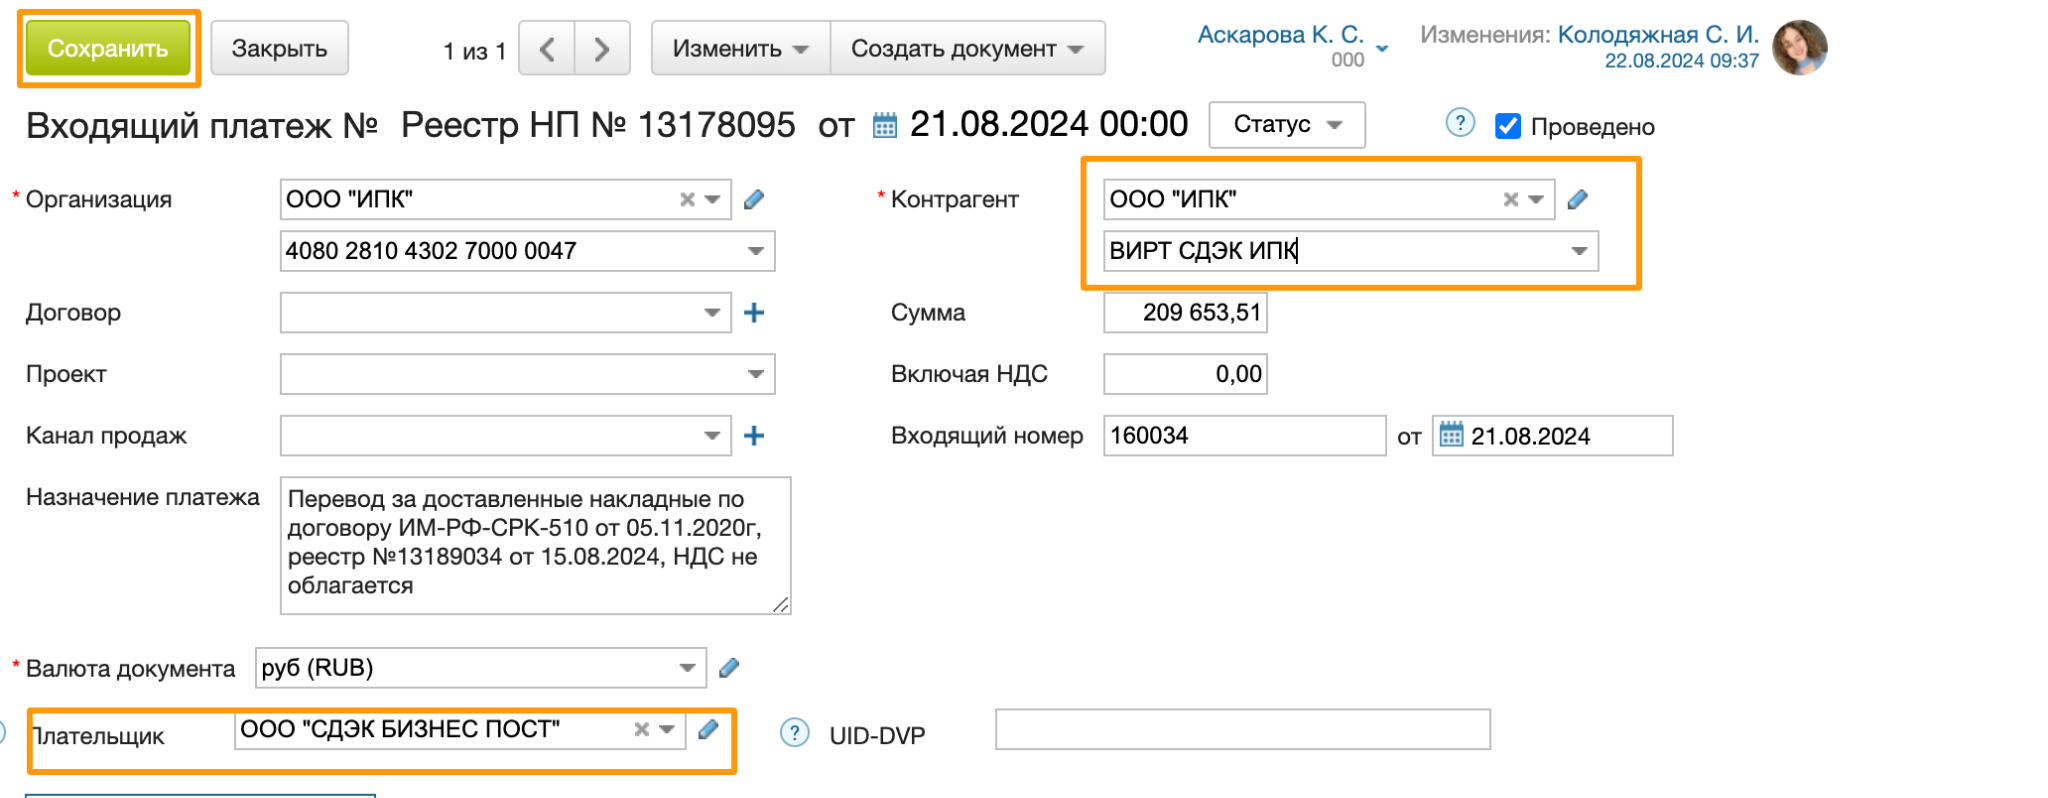 Сохранить Закрыть 1 из 1 Изменить Создать документ Аскарова К. С. Изменения: Колодяжная С. И.
000 22.08.2024 09:37
Входящий платеж № Реестр НП № 13178095 от 21.08.2024 00:00 Статус ? Проведено
* Организация ООО "ИПК" * Контрагент ООО "ИПК"
4080 2810 4302 7000 0047 ВИРТ СДЭК ИПК
Договор Сумма 209 653,51
Проект Включая НДС 0,00
Канал продаж Входящий номер 160034 от 21.08.2024
Назначение платежа Перевод за доставленные накладные по
договору ИМ-РФ-СРК-510 от 05.11.2020г,
реестр №13189034 от 15.08.2024, НДС не
облагается
* Валюта документа руб (RUB)
Плательщик ООО "СДЭК БИЗНЕС ПОСТ" ? UID-DVP